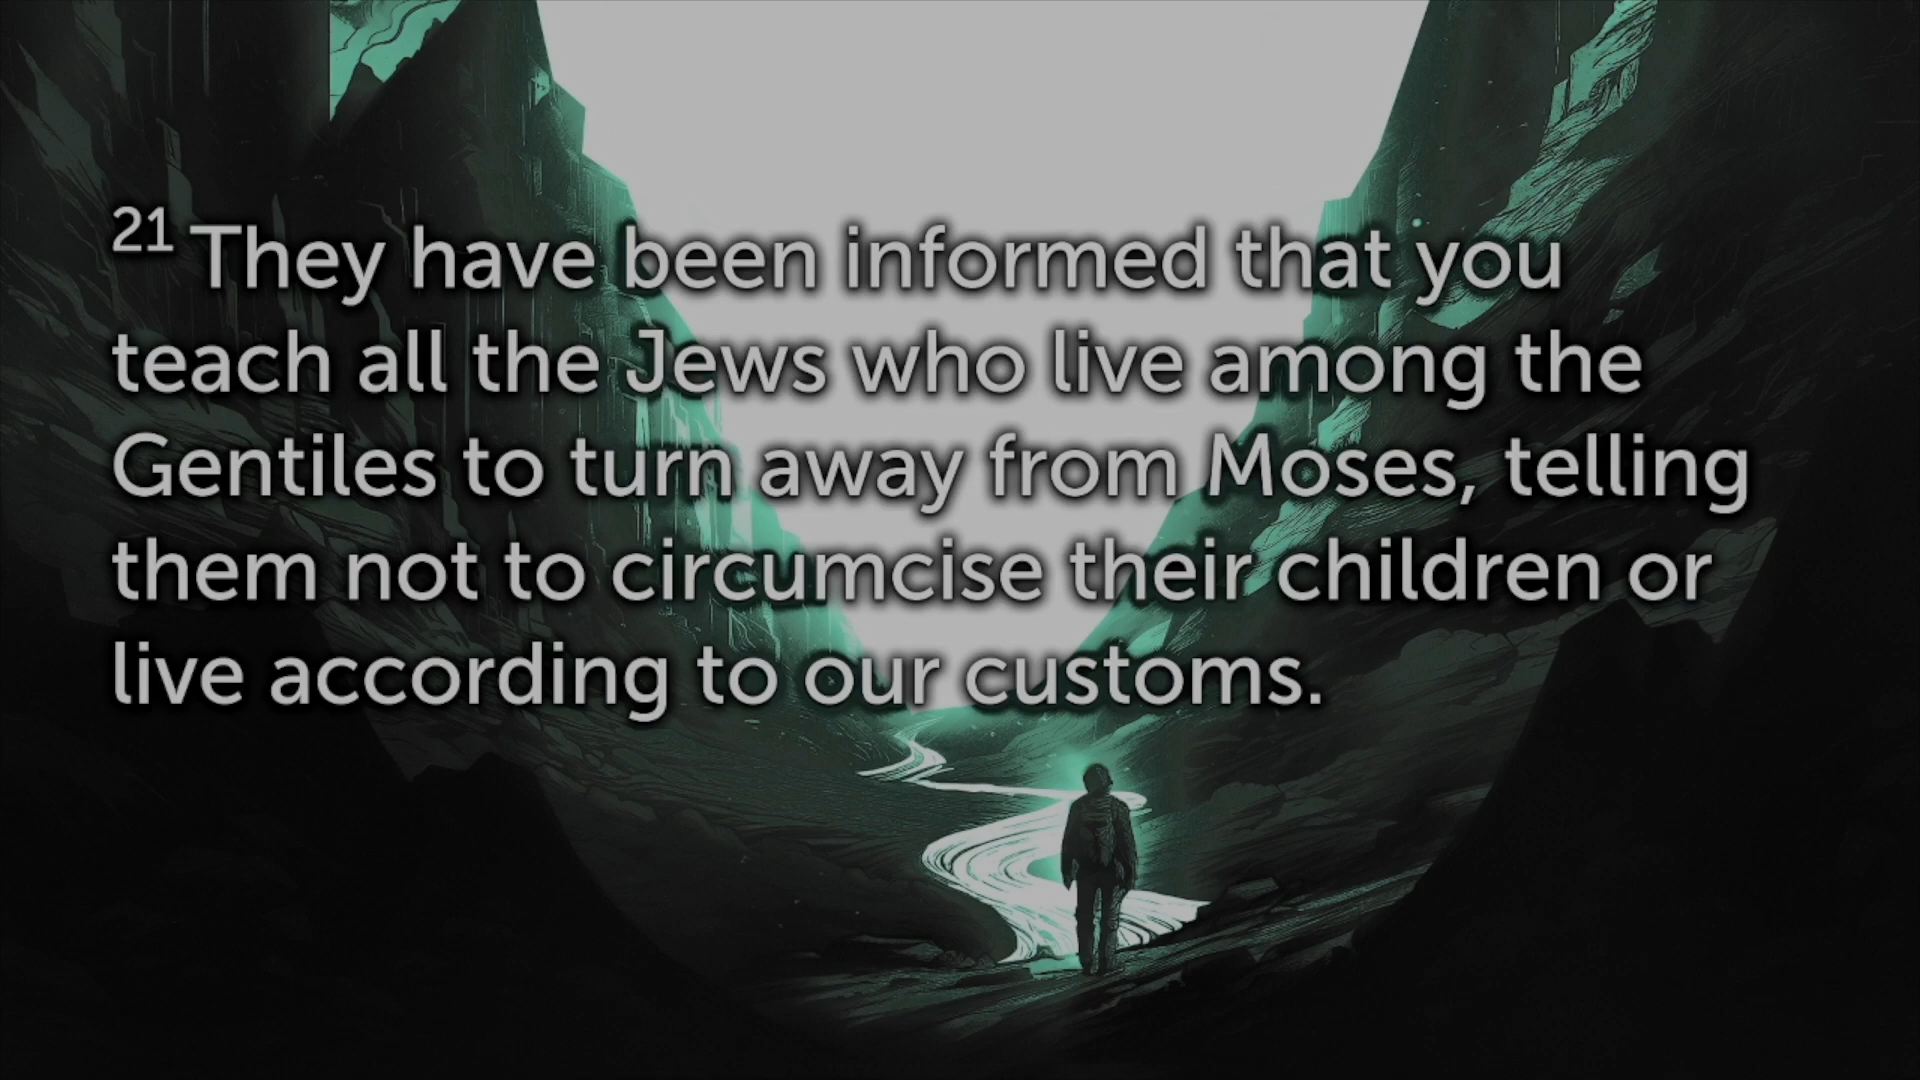 21 They have been informed that you
teach all the Jews who live among the
Gentiles to turn away from Moses, telling
them not to circumcise their children or
live according to our customs.